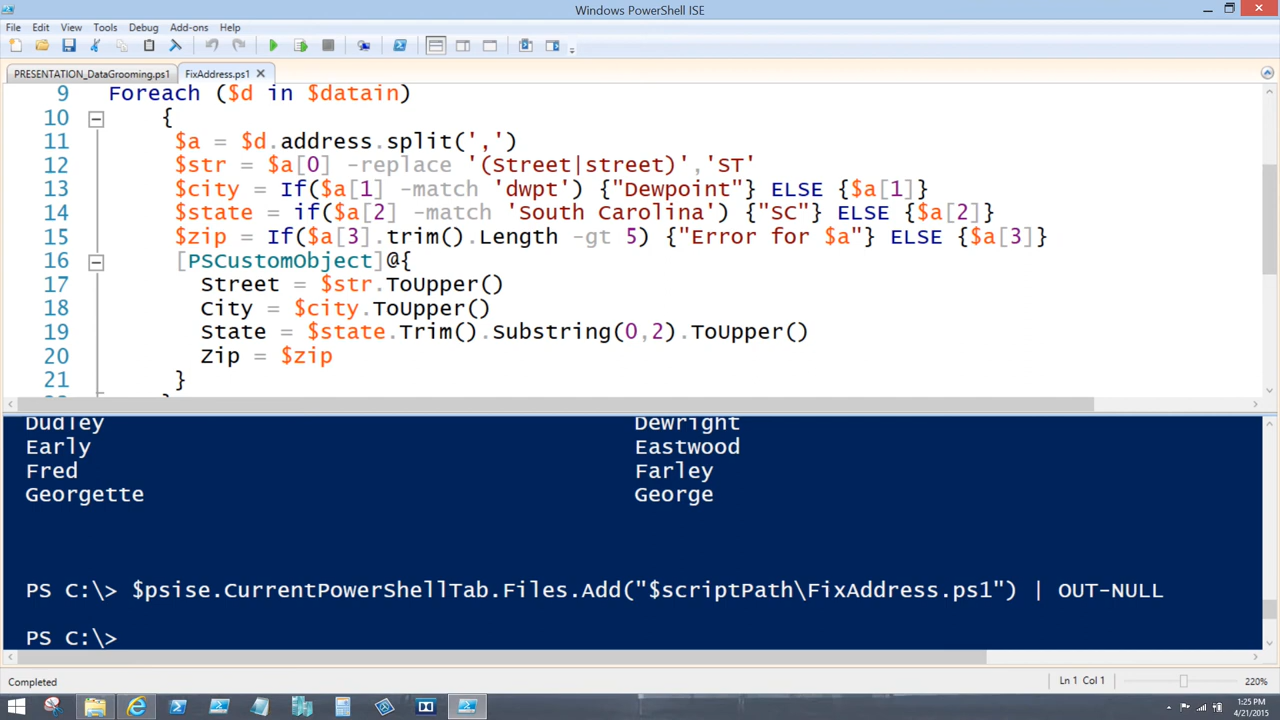 Windows PowerShell ISE
File Edit View Tools Debug Add-ons Help
PRESENTATION_DataGrooming.ps1 FixAddress.ps1
9 Foreach ($d in $datain)
10 {
11 $a = $d.address.split(',')
12 $str = $a[0] -replace '(Street|street)','ST'
13 $city = If($a[1] -match 'dwpt') {"Dewpoint"} ELSE {$a[1]}
14 $state = if($a[2] -match 'South Carolina') {"SC"} ELSE {$a[2]}
15 $zip = If($a[3].trim().Length -gt 5) {"Error for $a"} ELSE {$a[3]}
16 [PSCustomObject]@{
17 Street = $str.ToUpper()
18 City = $city.ToUpper()
19 State = $state.Trim().Substring(0,2).ToUpper()
20 Zip = $zip
21 }
Dudley Dewright
Early Eastwood
Fred Farley
Georgette George
PS C:\> $psise.CurrentPowerShellTab.Files.Add("$scriptPath\FixAddress.ps1") | OUT-NULL
PS C:\>
Completed Ln 1 Col 1 220%
1:25 PM
4/21/2015